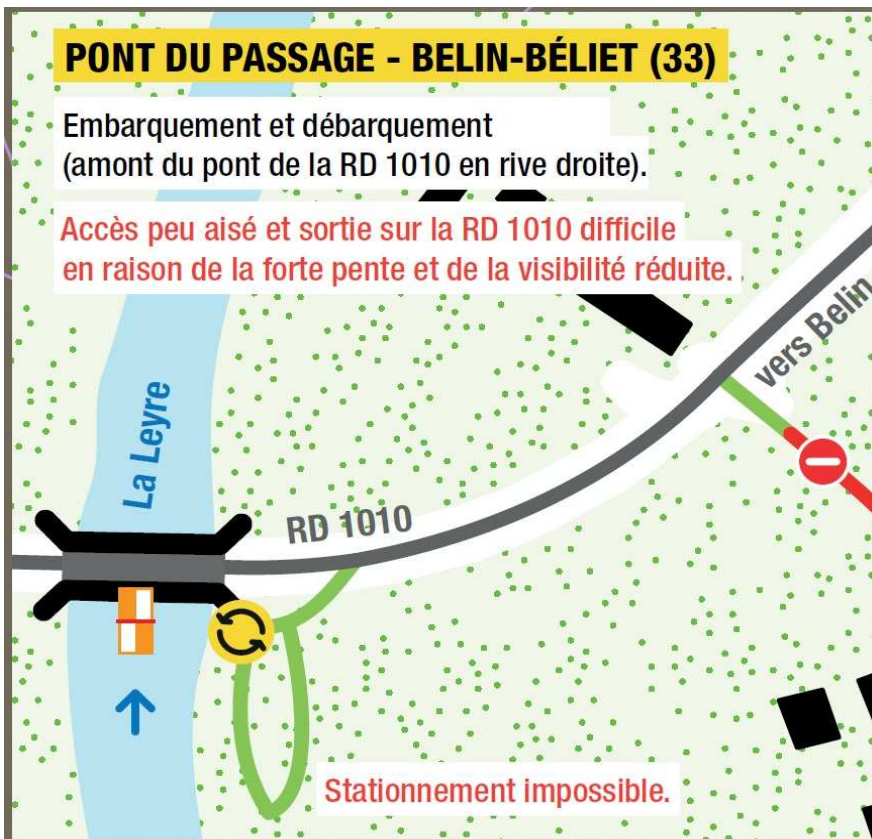 PONT DU PASSAGE - BELIN-BÉLIET (33)
Embarquement et débarquement
(amont du pont de la RD 1010 en rive droite).
Accès peu aisé et sortie sur la RD 1010 difficile
en raison de la forte pente et de la visibilité réduite.
vers Belin
La Leyre
RD 1010
Stationnement impossible.